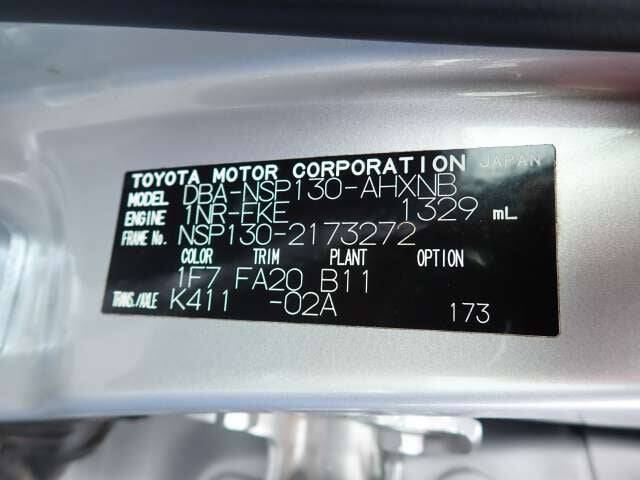 TOYOTA MOTOR CORPORATION JAPAN
MODEL DBA-NSP130-AHXNB
ENGINE 1NR-FKE 1329 mL
FRAME No. NSP130-2173272
COLOR TRIM PLANT OPTION
1F7 FA20 B11
TRANS./AXLE K411 -02A 173